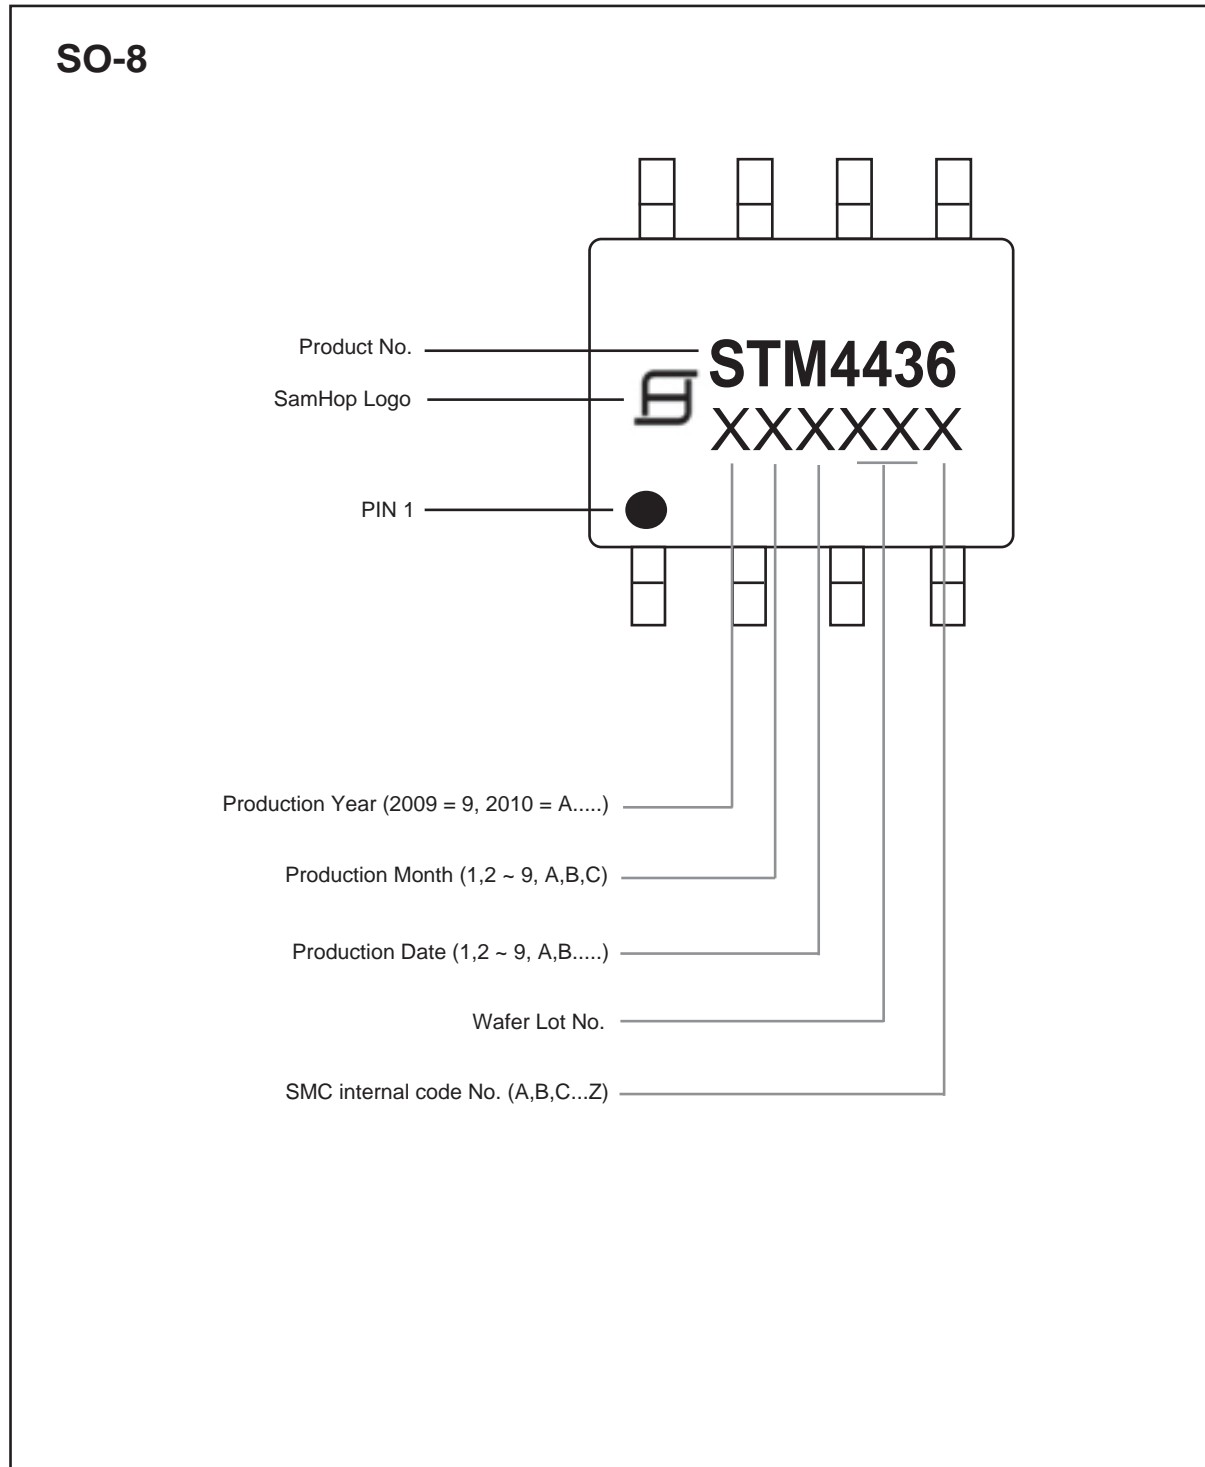 SO-8
Product No.
STM4436
SamHop Logo
XXXXXX
PIN 1
Production Year (2009 = 9, 2010 = A.....)
Production Month (1,2 ~ 9, A,B,C)
Production Date (1,2 ~ 9, A,B.....)
Wafer Lot No.
SMC internal code No. (A,B,C...Z)